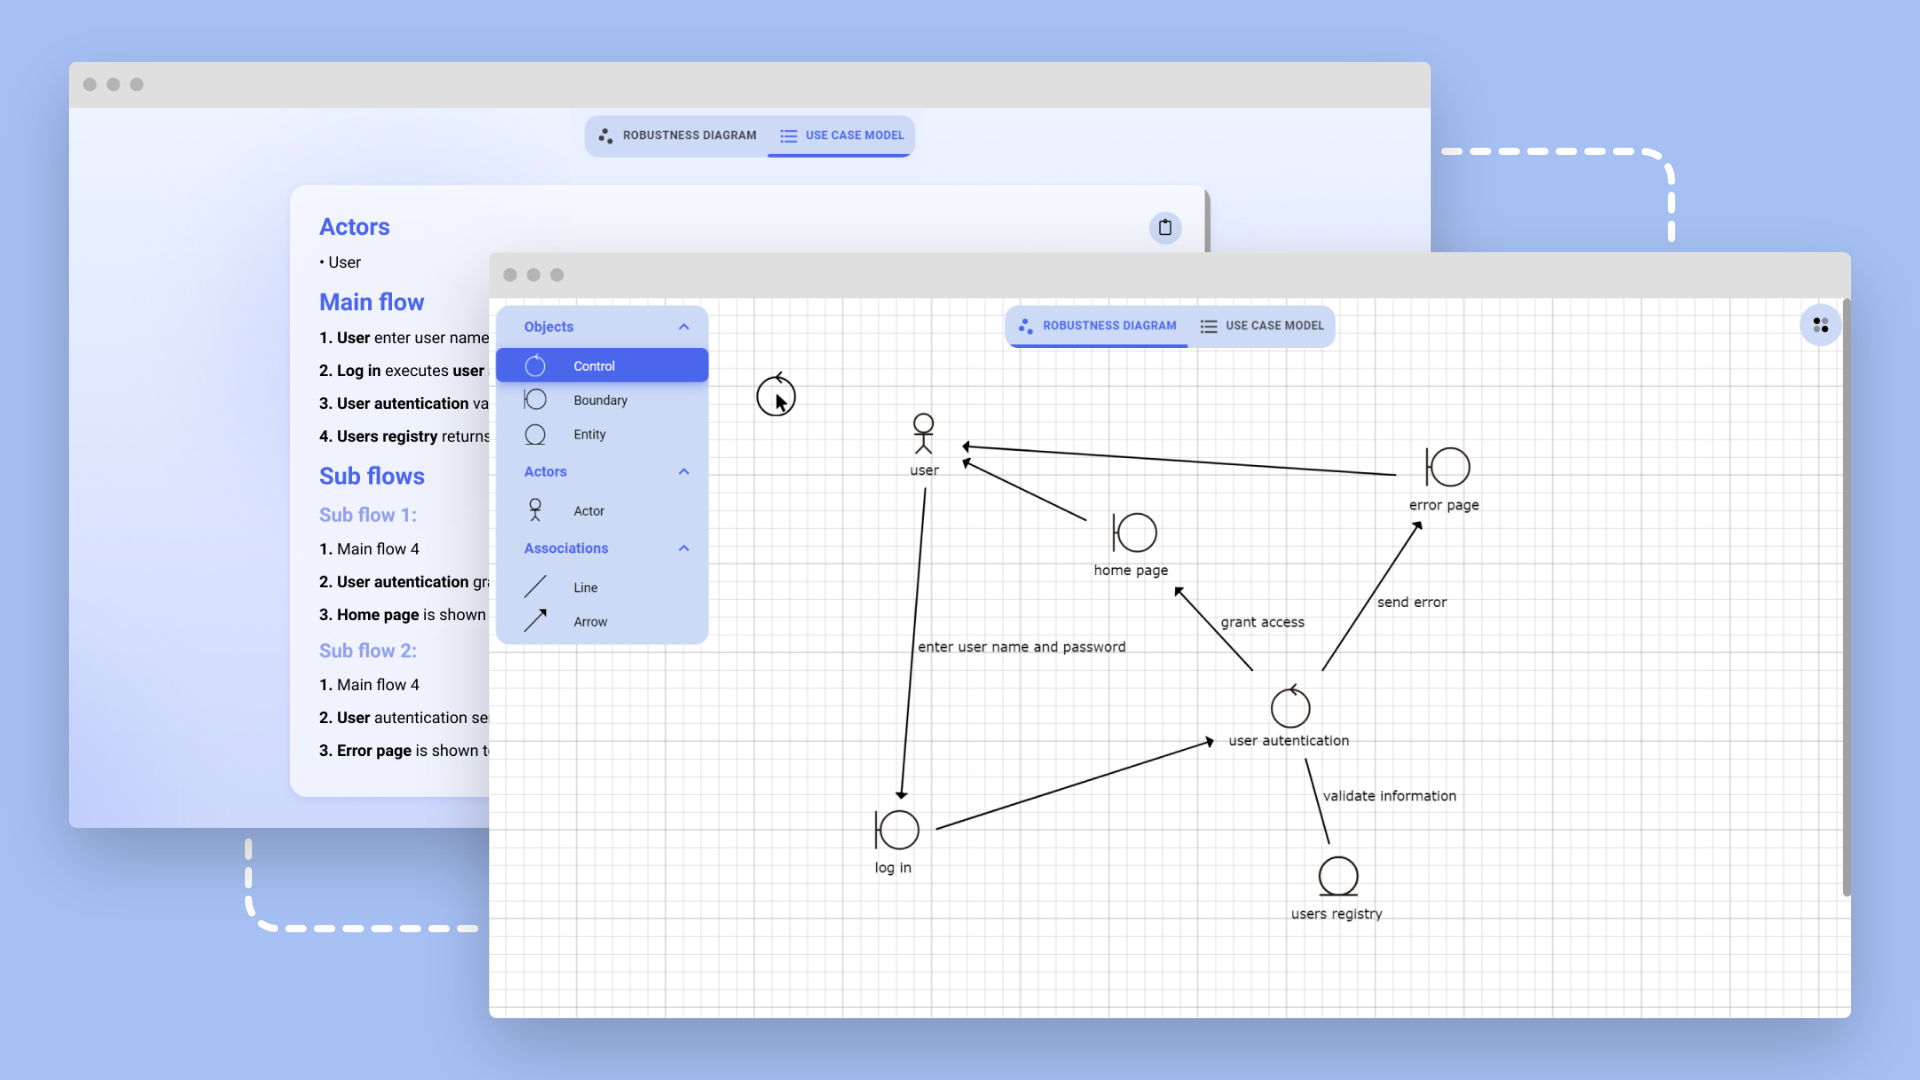 ROBUSTNESS DIAGRAM
USE CASE MODEL
Actors
• User
Main flow
1. User enter user name
2. Log in executes user
3. User autentication va
4. Users registry returns
Sub flows
Sub flow 1:
1. Main flow 4
2. User autentication gr
3. Home page is shown
Sub flow 2:
1. Main flow 4
2. User autentication se
3. Error page is shown t
Objects
Control
Boundary
Entity
Actors
Actor
Associations
Line
Arrow
ROBUSTNESS DIAGRAM
USE CASE MODEL
user
error page
home page
send error
grant access
enter user name and password
user autentication
validate information
log in
users registry